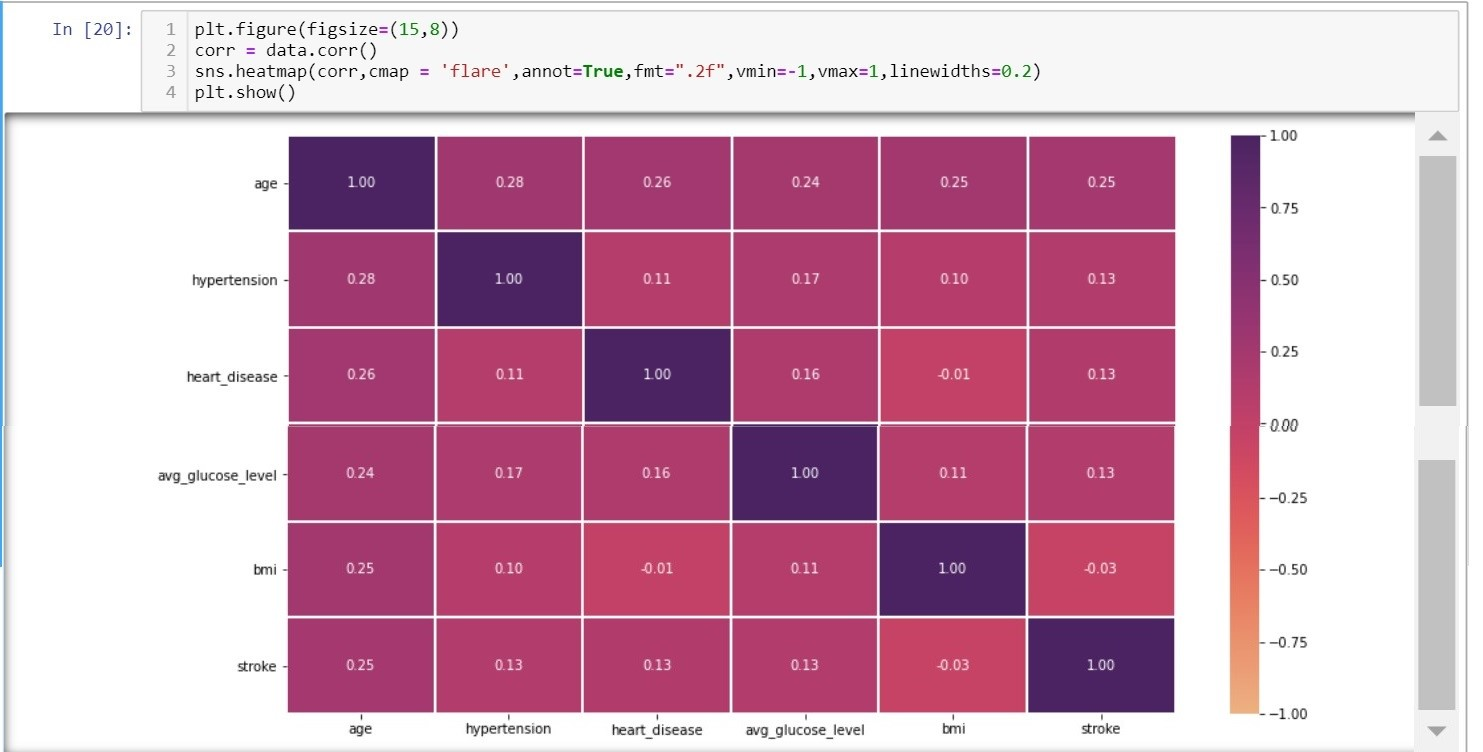 In [20]:
1 plt.figure(figsize=(15,8))
2 corr = data.corr()
3 sns.heatmap(corr,cmap = 'flare',annot=True,fmt=".2f",vmin=-1,vmax=1,linewidths=0.2)
4 plt.show()
age 1.00 0.28 0.26 0.24 0.25 0.25
hypertension 0.28 1.00 0.11 0.17 0.10 0.13
heart_disease 0.26 0.11 1.00 0.16 -0.01 0.13
avg_glucose_level 0.24 0.17 0.16 1.00 0.11 0.13
bmi 0.25 0.10 -0.01 0.11 1.00 -0.03
stroke 0.25 0.13 0.13 0.13 -0.03 1.00
age hypertension heart_disease avg_glucose_level bmi stroke
1.00
0.75
0.50
0.25
0.00
−0.25
−0.50
−0.75
−1.00